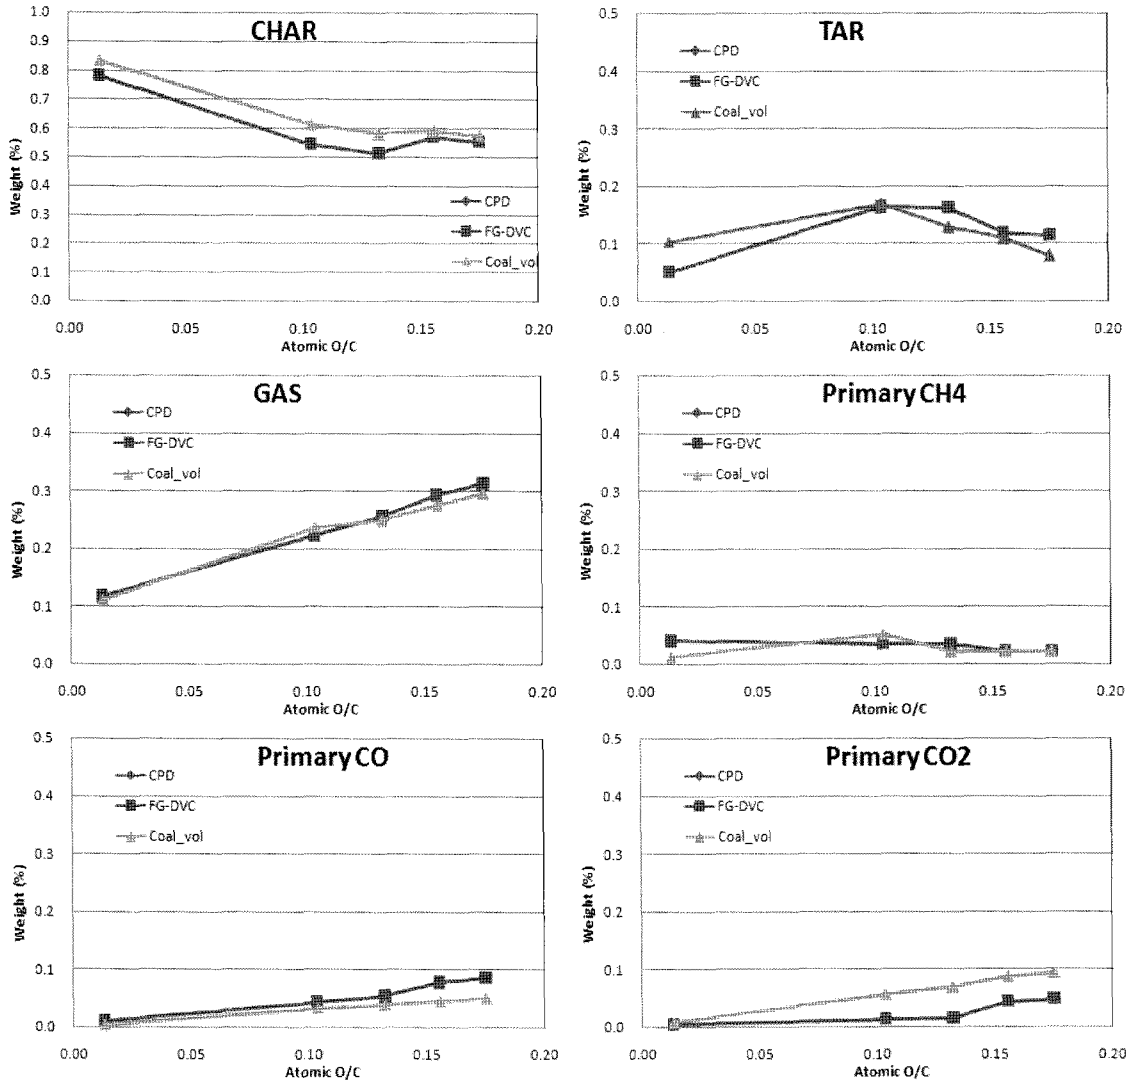 CHAR
1.0
0.9
0.8
0.7
0.6
0.5
0.4
0.3
0.2
0.1
0.0
Weight (%)
CPD
FG-DVC
Coal_vol
0.00 0.05 0.10 0.15 0.20
Atomic O/C
TAR
0.5
0.4
0.3
0.2
0.1
0.0
Weight (%)
CPD
FG-DVC
Coal_vol
0.00 0.05 0.10 0.15 0.20
Atomic O/C
GAS
0.5
0.4
0.3
0.2
0.1
0.0
Weight (%)
CPD
FG-DVC
Coal_vol
0.00 0.05 0.10 0.15 0.20
Atomic O/C
Primary CH4
0.5
0.4
0.3
0.2
0.1
0.0
Weight (%)
CPD
FG-DVC
Coal_vol
0.00 0.05 0.10 0.15 0.20
Atomic O/C
Primary CO
0.5
0.4
0.3
0.2
0.1
0.0
Weight (%)
CPD
FG-DVC
Coal_vol
0.00 0.05 0.10 0.15 0.20
Atomic O/C
Primary CO2
0.5
0.4
0.3
0.2
0.1
0.0
Weight (%)
CPD
FG-DVC
Coal_vol
0.00 0.05 0.10 0.15 0.20
Atomic O/C